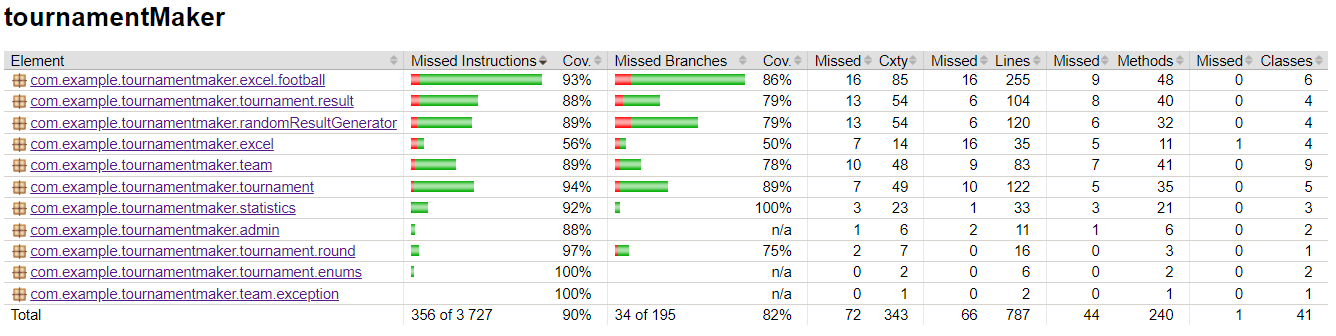 tournamentMaker
Element Missed Instructions Cov. Missed Branches Cov. Missed Cxty Missed Lines Missed Methods Missed Classes
com.example.tournamentmaker.excel.football 93% 86% 16 85 16 255 9 48 0 6
com.example.tournamentmaker.tournament.result 88% 79% 13 54 6 104 8 40 0 4
com.example.tournamentmaker.randomResultGenerator 89% 79% 13 54 6 120 6 32 0 4
com.example.tournamentmaker.excel 56% 50% 7 14 16 35 5 11 1 4
com.example.tournamentmaker.team 89% 78% 10 48 9 83 7 41 0 9
com.example.tournamentmaker.tournament 94% 89% 7 49 10 122 5 35 0 5
com.example.tournamentmaker.statistics 92% 100% 3 23 1 33 3 21 0 3
com.example.tournamentmaker.admin 88% n/a 1 6 2 11 1 6 0 2
com.example.tournamentmaker.tournament.round 97% 75% 2 7 0 16 0 3 0 1
com.example.tournamentmaker.tournament.enums 100% n/a 0 2 0 6 0 2 0 2
com.example.tournamentmaker.team.exception 100% n/a 0 1 0 2 0 1 0 1
Total 356 of 3 727 90% 34 of 195 82% 72 343 66 787 44 240 1 41